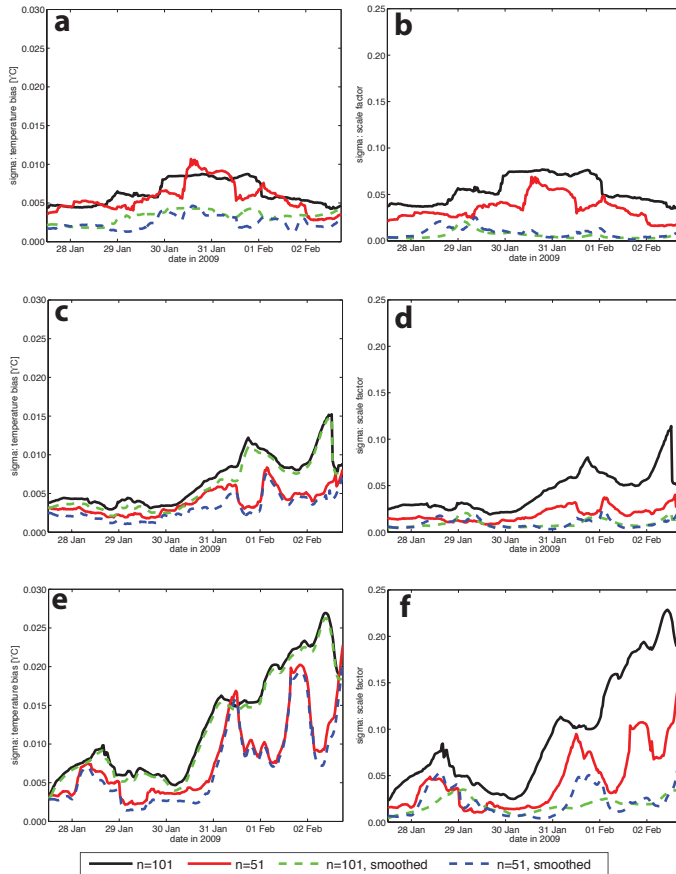 a
0.030
0.025
0.020
0.015
0.010
0.005
0.000
sigma: temperature bias [ϒC]
28 Jan 29 Jan 30 Jan 31 Jan 01 Feb 02 Feb
date in 2009
b
0.25
0.20
0.15
0.10
0.05
0.00
sigma: scale factor
28 Jan 29 Jan 30 Jan 31 Jan 01 Feb 02 Feb
date in 2009
c
0.030
0.025
0.020
0.015
0.010
0.005
0.000
sigma: temperature bias [ϒC]
28 Jan 29 Jan 30 Jan 31 Jan 01 Feb 02 Feb
date in 2009
d
0.25
0.20
0.15
0.10
0.05
0.00
sigma: scale factor
28 Jan 29 Jan 30 Jan 31 Jan 01 Feb 02 Feb
date in 2009
e
0.030
0.025
0.020
0.015
0.010
0.005
0.000
sigma: temperature bias [ϒC]
28 Jan 29 Jan 30 Jan 31 Jan 01 Feb 02 Feb
date in 2009
f
0.25
0.20
0.15
0.10
0.05
0.00
sigma: scale factor
28 Jan 29 Jan 30 Jan 31 Jan 01 Feb 02 Feb
date in 2009
n=101 n=51 n=101, smoothed n=51, smoothed